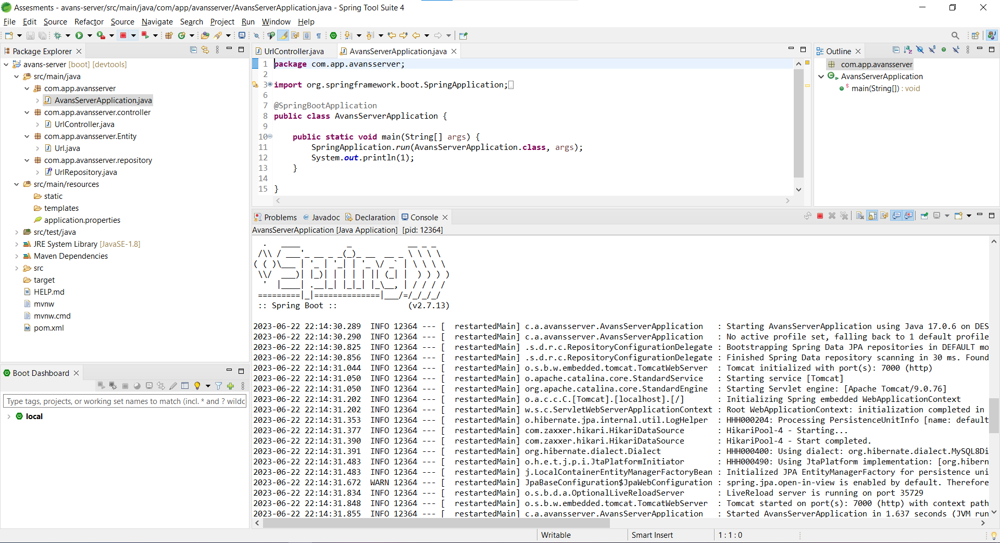 Assesments - avans-server/src/main/java/com/app/avansserver/AvansServerApplication.java - Spring Tool Suite 4
File Edit Source Refactor Source Navigate Search Project Run Window Help
Package Explorer
avans-server [boot] [devtools]
src/main/java
com.app.avansserver
AvansServerApplication.java
com.app.avansserver.controller
UrlController.java
com.app.avansserver.Entity
Url.java
com.app.avansserver.repository
UrlRepository.java
src/main/resources
static
templates
application.properties
src/test/java
JRE System Library [JavaSE-1.8]
Maven Dependencies
src
target
HELP.md
mvnw
mvnw.cmd
pom.xml
Boot Dashboard
Type tags, projects, or working set names to match (incl. * and ? wildc
local
UrlController.java AvansServerApplication.java
1 package com.app.avansserver;
2
3 import org.springframework.boot.SpringApplication;
6
7 @SpringBootApplication
8 public class AvansServerApplication {
9
10 public static void main(String[] args) {
11 SpringApplication.run(AvansServerApplication.class, args);
12 System.out.println(1);
13 }
14
15 }
Outline
com.app.avansserver
AvansServerApplication
main(String[]) : void
Problems @ Javadoc Declaration Console
AvansServerApplication [Java Application] [pid: 12364]
  .   ____          _            __ _ _
 /\\ / ___'_ __ _ _(_)_ __  __ _ \ \ \ \
( ( )\___ | '_ | '_| | '_ \/ _` | \ \ \ \
 \\/  ___)| |_)| | | | | || (_| |  ) ) ) )
  '  |____| .__|_| |_|_| |_\__, | / / / /
 =========|_|==============|___/=/_/_/_/
 :: Spring Boot ::                (v2.7.13)
2023-06-22 22:14:30.289  INFO 12364 --- [  restartedMain] c.a.avansserver.AvansServerApplication   : Starting AvansServerApplication using Java 17.0.6 on DES
2023-06-22 22:14:30.290  INFO 12364 --- [  restartedMain] c.a.avansserver.AvansServerApplication   : No active profile set, falling back to 1 default profile
2023-06-22 22:14:30.825  INFO 12364 --- [  restartedMain] .s.d.r.c.RepositoryConfigurationDelegate : Bootstrapping Spring Data JPA repositories in DEFAULT mo
2023-06-22 22:14:30.856  INFO 12364 --- [  restartedMain] .s.d.r.c.RepositoryConfigurationDelegate : Finished Spring Data repository scanning in 30 ms. Found
2023-06-22 22:14:31.044  INFO 12364 --- [  restartedMain] o.s.b.w.embedded.tomcat.TomcatWebServer  : Tomcat initialized with port(s): 7000 (http)
2023-06-22 22:14:31.050  INFO 12364 --- [  restartedMain] o.apache.catalina.core.StandardService   : Starting service [Tomcat]
2023-06-22 22:14:31.050  INFO 12364 --- [  restartedMain] org.apache.catalina.core.StandardEngine  : Starting Servlet engine: [Apache Tomcat/9.0.76]
2023-06-22 22:14:31.202  INFO 12364 --- [  restartedMain] o.a.c.c.C.[Tomcat].[localhost].[/]       : Initializing Spring embedded WebApplicationContext
2023-06-22 22:14:31.202  INFO 12364 --- [  restartedMain] w.s.c.ServletWebServerApplicationContext : Root WebApplicationContext: initialization completed in
2023-06-22 22:14:31.353  INFO 12364 --- [  restartedMain] o.hibernate.jpa.internal.util.LogHelper  : HHH000204: Processing PersistenceUnitInfo [name: default
2023-06-22 22:14:31.377  INFO 12364 --- [  restartedMain] com.zaxxer.hikari.HikariDataSource       : HikariPool-4 - Starting...
2023-06-22 22:14:31.390  INFO 12364 --- [  restartedMain] com.zaxxer.hikari.HikariDataSource       : HikariPool-4 - Start completed.
2023-06-22 22:14:31.391  INFO 12364 --- [  restartedMain] org.hibernate.dialect.Dialect            : HHH000400: Using dialect: org.hibernate.dialect.MySQL8Di
2023-06-22 22:14:31.483  INFO 12364 --- [  restartedMain] o.h.e.t.j.p.i.JtaPlatformInitiator       : HHH000490: Using JtaPlatform implementation: [org.hibern
2023-06-22 22:14:31.483  INFO 12364 --- [  restartedMain] j.LocalContainerEntityManagerFactoryBean : Initialized JPA EntityManagerFactory for persistence uni
2023-06-22 22:14:31.672  WARN 12364 --- [  restartedMain] JpaBaseConfiguration$JpaWebConfiguration : spring.jpa.open-in-view is enabled by default. Therefore
2023-06-22 22:14:31.834  INFO 12364 --- [  restartedMain] o.s.b.d.a.OptionalLiveReloadServer       : LiveReload server is running on port 35729
2023-06-22 22:14:31.848  INFO 12364 --- [  restartedMain] o.s.b.w.embedded.tomcat.TomcatWebServer  : Tomcat started on port(s): 7000 (http) with context path
2023-06-22 22:14:31.855  INFO 12364 --- [  restartedMain] c.a.avansserver.AvansServerApplication   : Started AvansServerApplication in 1.637 seconds (JVM run
Writable Smart Insert 1 : 1 : 0